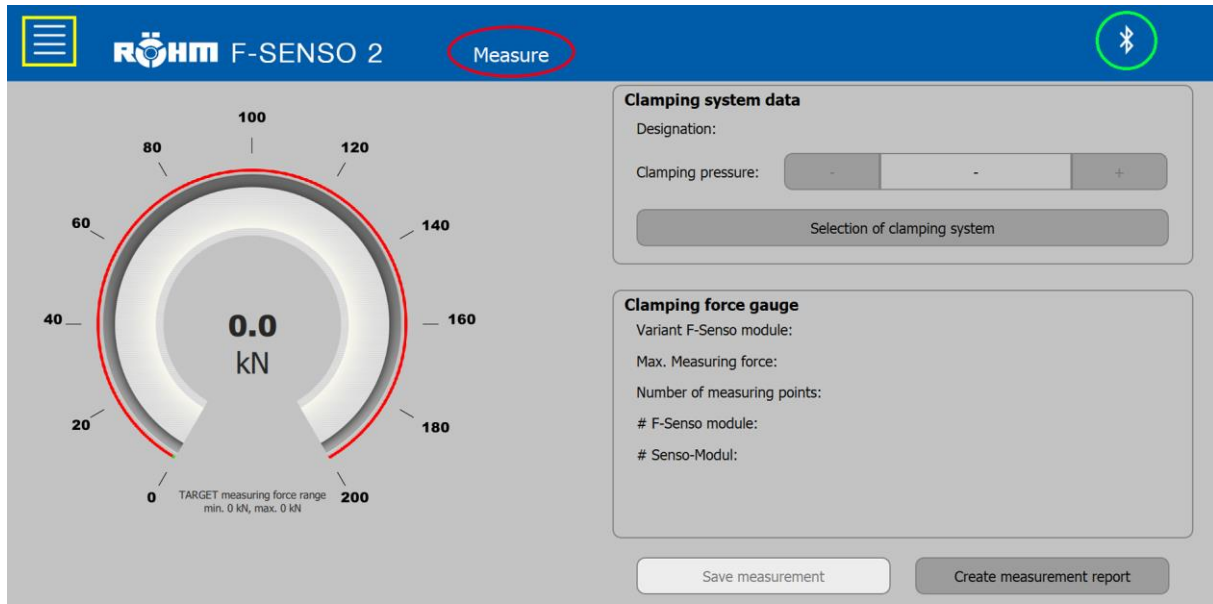 RÖHM F-SENSO 2 Measure
100
80 120
60 140
40 160
20 180
0 200
0.0
kN
TARGET measuring force range
min. 0 kN, max. 0 kN
Clamping system data
Designation:
Clamping pressure: - - +
Selection of clamping system
Clamping force gauge
Variant F-Senso module:
Max. Measuring force:
Number of measuring points:
# F-Senso module:
# Senso-Modul:
Save measurement Create measurement report